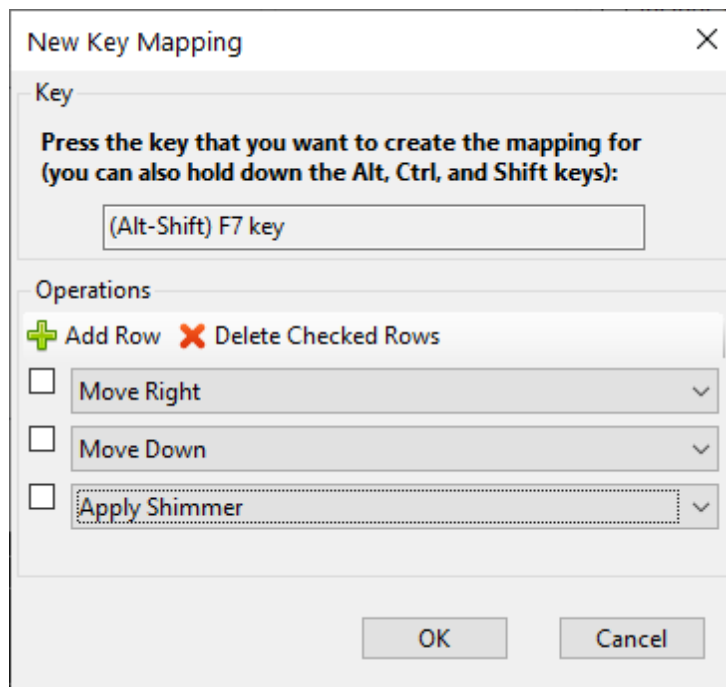 New Key Mapping
Key
Press the key that you want to create the mapping for
(you can also hold down the Alt, Ctrl, and Shift keys):
(Alt-Shift) F7 key
Operations
Add Row Delete Checked Rows
Move Right
Move Down
Apply Shimmer
OK Cancel